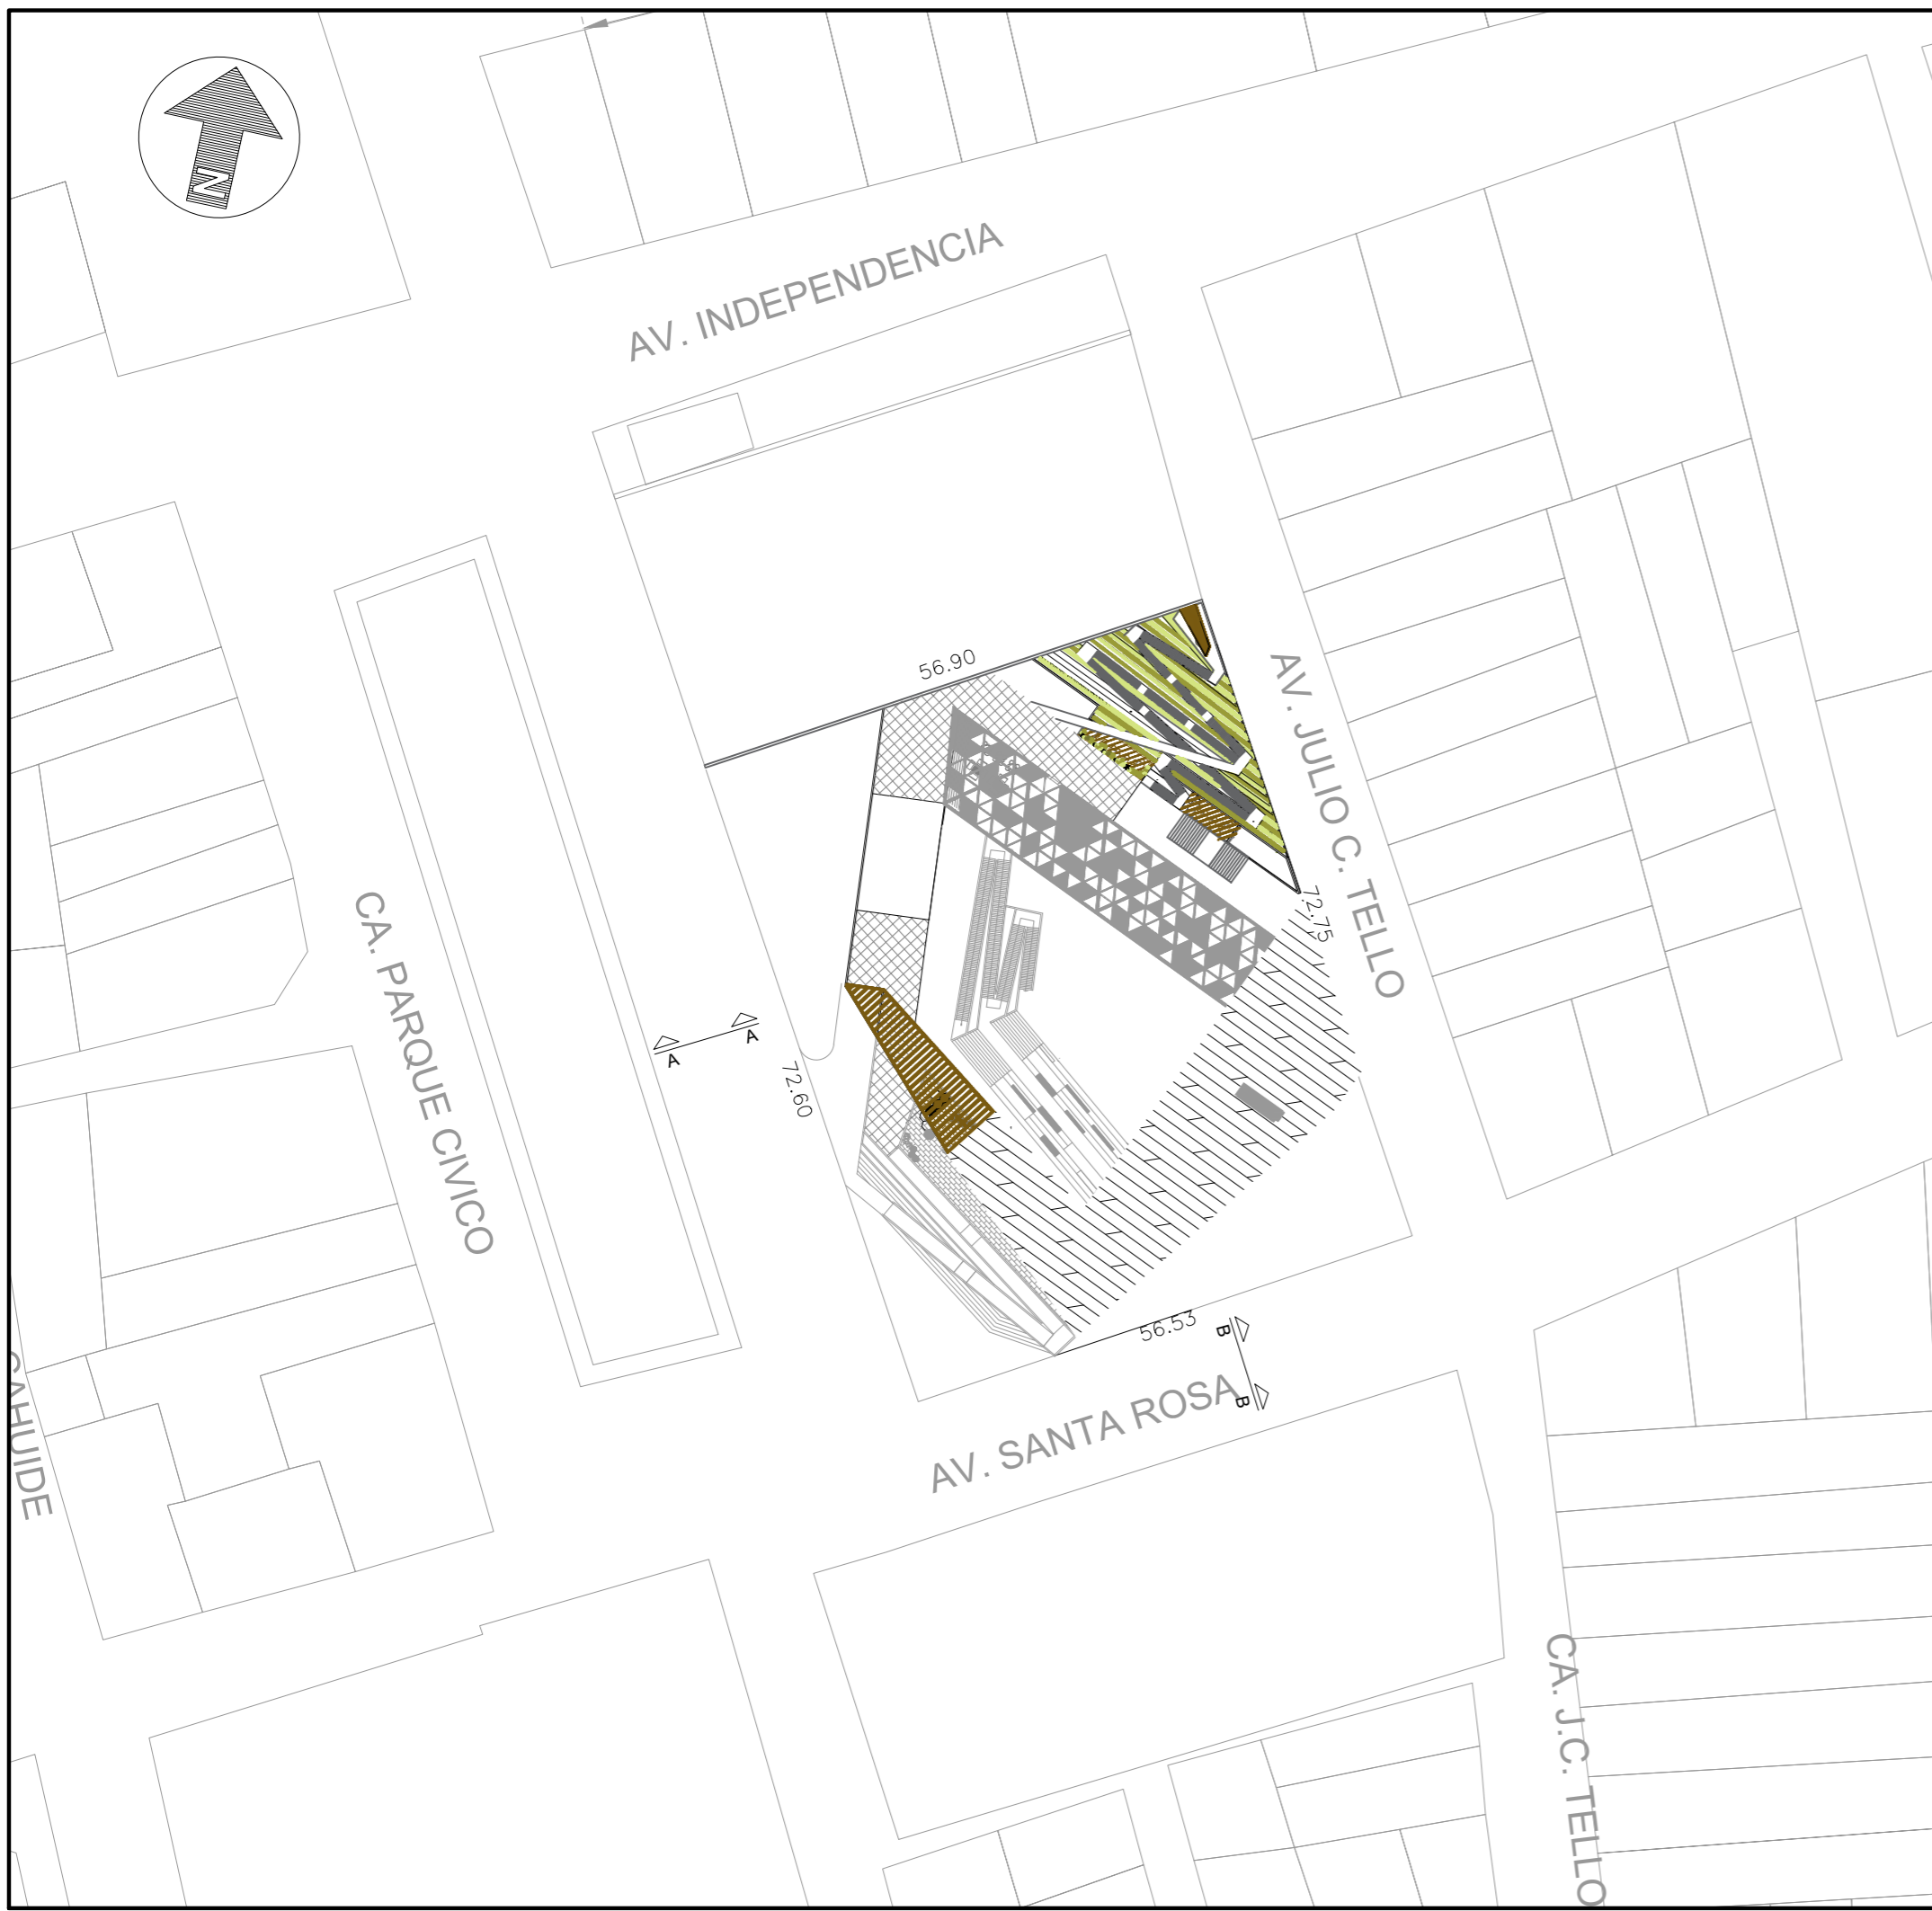 N
AV. INDEPENDENCIA
56.90
AV. JULIO C. TELLO
72.75
CA. PARQUE CIVICO
A
A
72.60
56.53
B
B
AV. SANTA ROSA
CAHUIDE
CA. J.C. TELLO